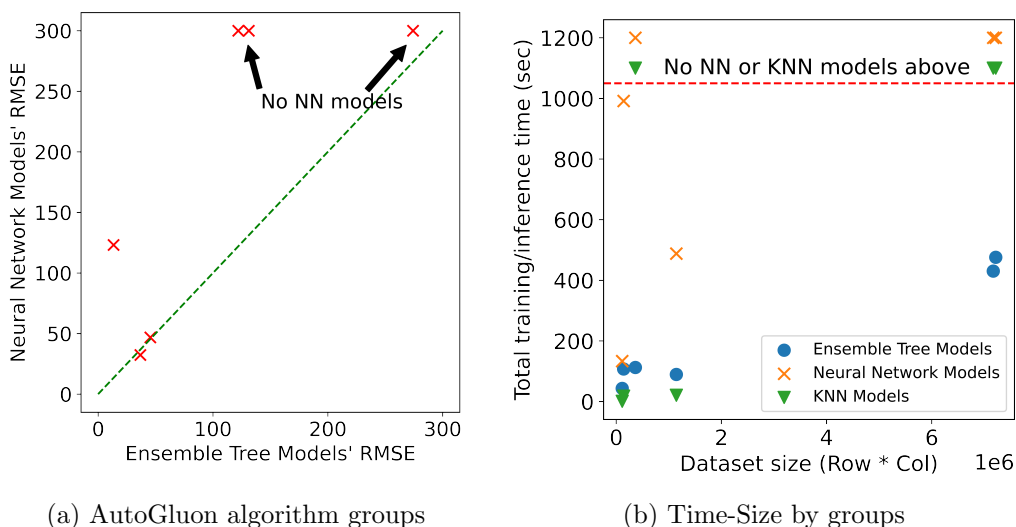 Neural Network Models' RMSE
300
250
200
150
100
50
0
No NN models
0 100 200 300
Ensemble Tree Models' RMSE
(a) AutoGluon algorithm groups
Total training/inference time (sec)
1200
1000
800
600
400
200
0
No NN or KNN models above
Ensemble Tree Models
Neural Network Models
KNN Models
0 2 4 6
1e6
Dataset size (Row * Col)
(b) Time-Size by groups